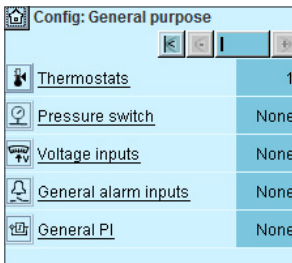 Config: General purpose
Thermostats 1
Pressure switch None
Voltage inputs None
General alarm inputs None
General PI None